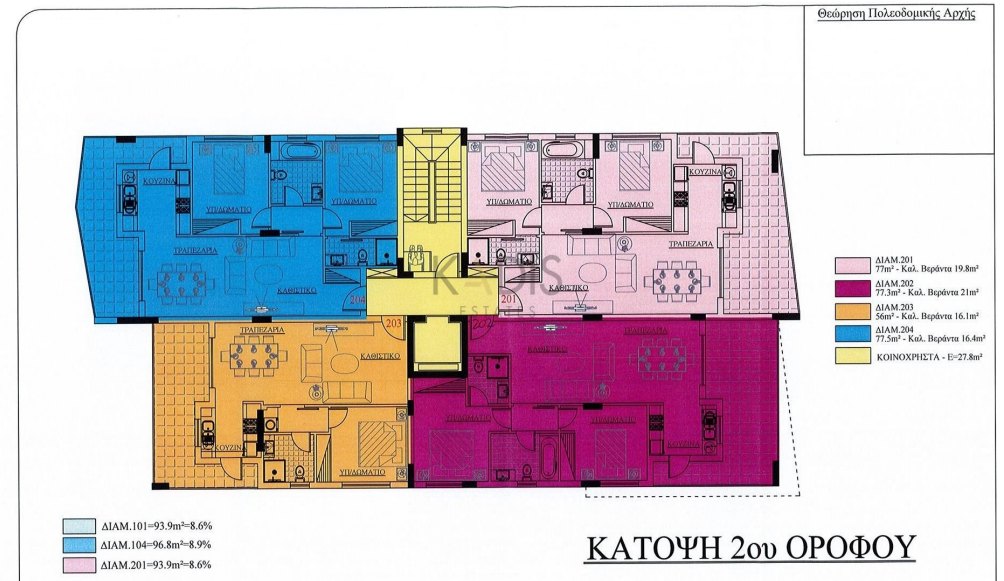 Θεώρηση Πολεοδομικής Αρχής
ΚΟΥΖΙΝΑ
ΥΠ/ΔΩΜΑΤΙΟ
ΥΠ/ΔΩΜΑΤΙΟ
ΥΠ/ΔΩΜΑΤΙΟ
ΥΠ/ΔΩΜΑΤΙΟ
ΚΟΥΖΙΝΑ
ΤΡΑΠΕΖΑΡΙΑ
ΤΡΑΠΕΖΑΡΙΑ
ΚΑΘΙΣΤΙΚΟ
204
KADIS
ESTATES
201
ΚΑΘΙΣΤΙΚΟ
ΤΡΑΠΕΖΑΡΙΑ
203
202
ΤΡΑΠΕΖΑΡΙΑ
ΚΑΘΙΣΤΙΚΟ
ΚΑΘΙΣΤΙΚΟ
ΥΠ/ΔΩΜΑΤΙΟ
ΥΠ/ΔΩΜΑΤΙΟ
ΚΟΥΖΙΝΑ
ΚΟΥΖΙΝ
ΥΠ/ΔΩΜΑΤΙΟ
ΔΙΑΜ.201
77m² - Καλ. Βεράντα 19.8m²
ΔΙΑΜ.202
77.3m² - Καλ. Βεράντα 21m²
ΔΙΑΜ.203
56m² - Καλ. Βεράντα 16.1m²
ΔΙΑΜ.204
77.5m² - Καλ. Βεράντα 16.4m²
ΚΟΙΝΟΧΡΗΣΤΑ - Ε=27.8m²
ΔΙΑΜ.101=93.9m²=8.6%
ΔΙΑΜ.104=96.8m²=8.9%
ΔΙΑΜ.201=93.9m²=8.6%
ΚΑΤΟΨΗ 2ου ΟΡΟΦΟΥ